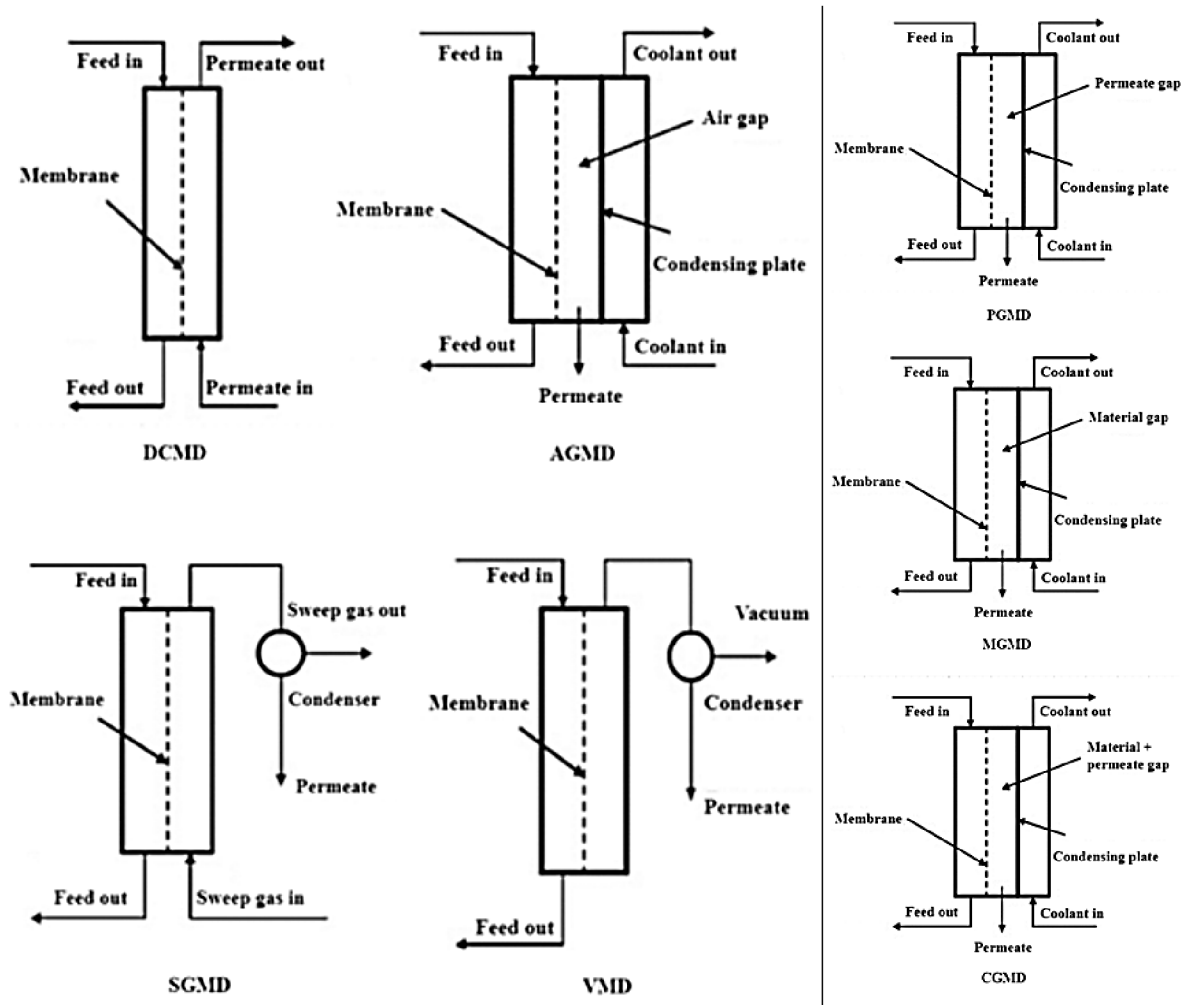 Feed in
Permeate out
Membrane
Feed out
Permeate in
DCMD
Feed in
Coolant out
Air gap
Membrane
Condensing plate
Feed out
Coolant in
Permeate
AGMD
Feed in
Sweep gas out
Membrane
Condenser
Permeate
Feed out
Sweep gas in
SGMD
Feed in
Vacuum
Membrane
Condenser
Permeate
Feed out
VMD
Feed in
Coolant out
Permeate gap
Membrane
Condensing plate
Feed out
Coolant in
Permeate
PGMD
Feed in
Coolant out
Material gap
Membrane
Condensing plate
Feed out
Coolant in
Permeate
MGMD
Feed in
Coolant out
Material +
permeate gap
Membrane
Condensing plate
Feed out
Coolant in
Permeate
CGMD